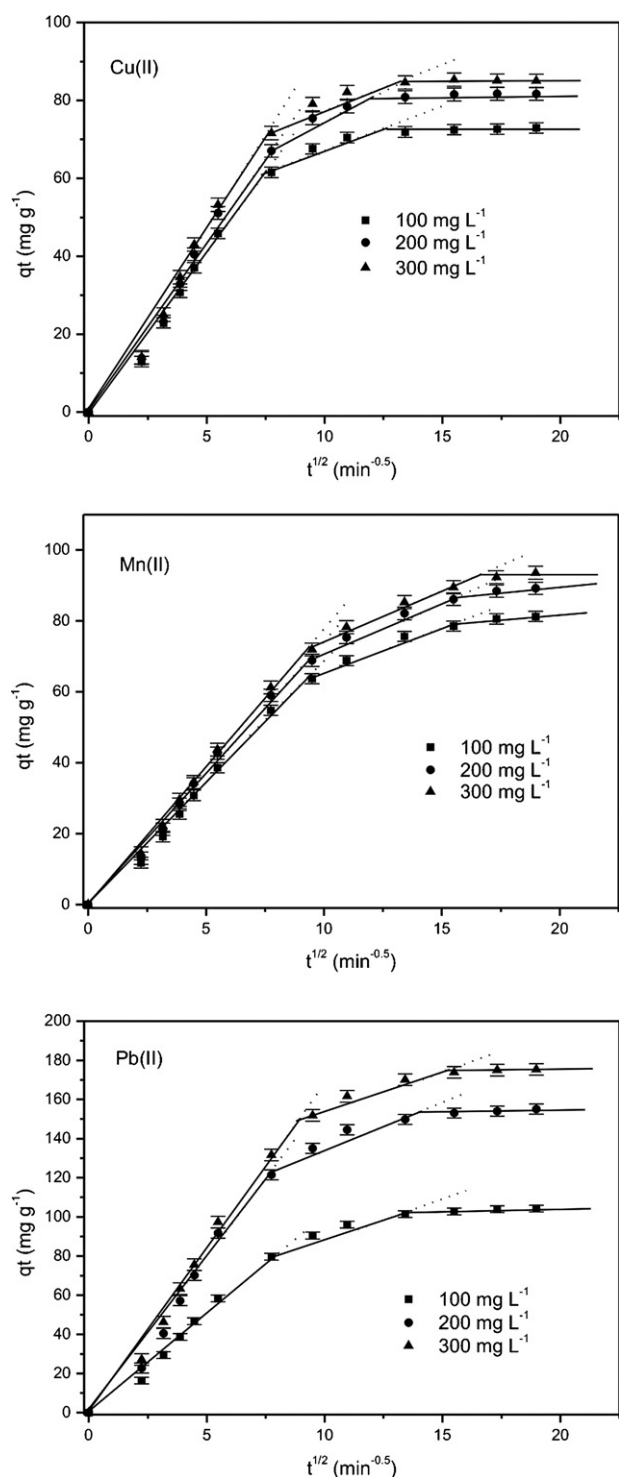 100
Cu(II)
80
60
qt (mg g⁻¹)
100 mg L⁻¹
200 mg L⁻¹
300 mg L⁻¹
40
20
0
0 5 10 15 20
t^1/2 (min^-0.5)
100
Mn(II)
80
60
qt (mg g⁻¹)
100 mg L⁻¹
200 mg L⁻¹
300 mg L⁻¹
40
20
0
0 5 10 15 20
t^1/2 (min^-0.5)
200
Pb(II)
180
160
140
120
100
qt (mg g⁻¹)
80
60
100 mg L⁻¹
200 mg L⁻¹
300 mg L⁻¹
40
20
0
0 5 10 15 20
t^1/2 (min^-0.5)